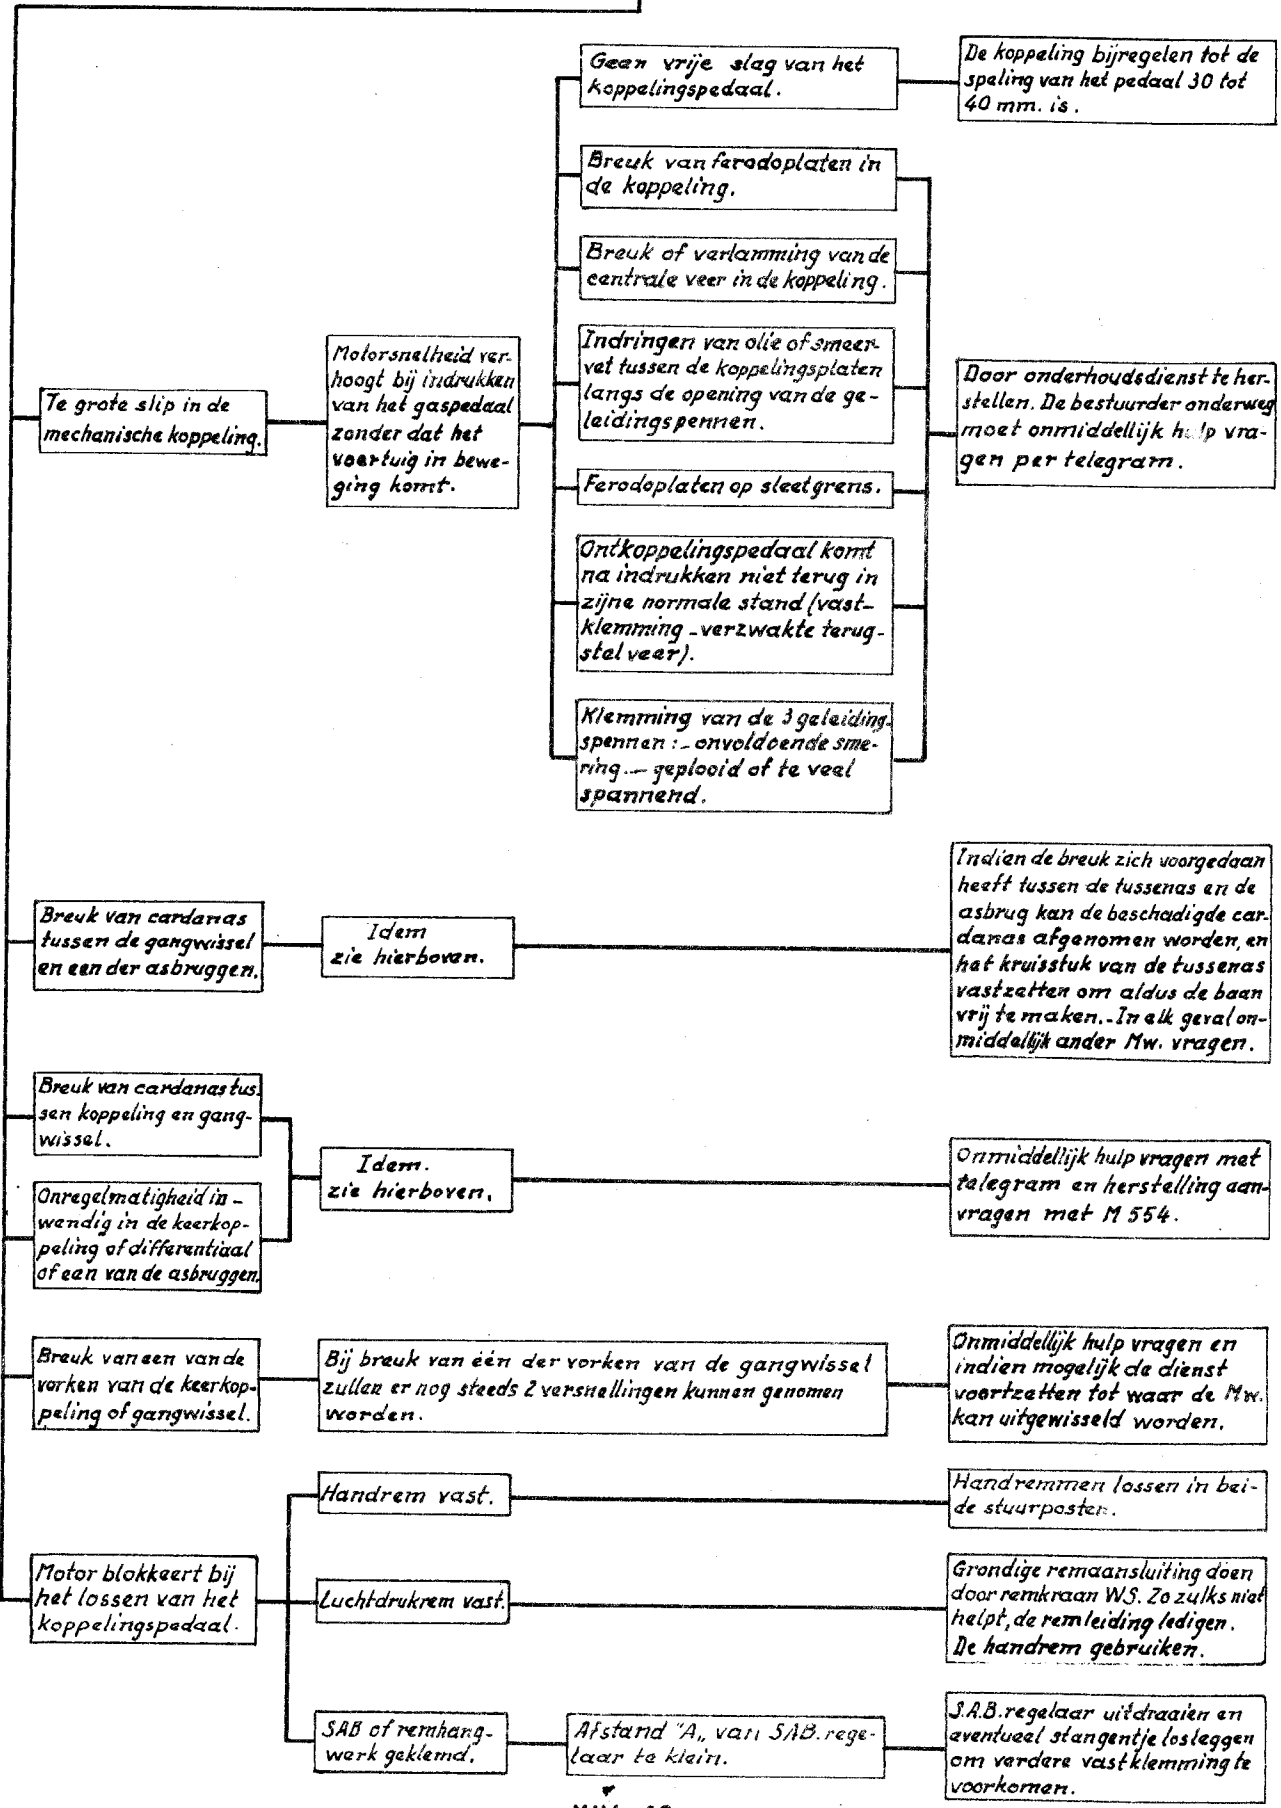 Geen vrije slag van het
koppelingspedaal.
De koppeling bijregelen tot de
speling van het pedaal 30 tot
40 mm. is.
Breuk van ferodoplaten in
de koppeling.
Breuk of verlamming van de
centrale veer in de koppeling.
Indringen van olie of smeer-
vet tussen de koppelingsplaten
langs de opening van de ge-
leidingspennen.
Te grote slip in de
mechanische koppeling.
Motorsnelheid ver-
hoogt bij indrukken
van het gaspedaal
zonder dat het
voertuig in bewe-
ging komt.
Door onderhoudsdienst te her-
stellen. De bestuurder onderweg
moet onmiddellijk hulp vra-
gen per telegram.
Ferodoplaten op sleetgrens.
Ontkoppelingspedaal komt
na indrukken niet terug in
zijne normale stand (vast-
klemming - verzwakte terug-
stel veer).
Klemming van de 3 geleiding-
spennen : - onvoldoende sme-
ring. - geplooid of te veel
spannend.
Breuk van cardanas
tussen de gangwissel
en een der asbruggen.
Idem
zie hierboven.
Indien de breuk zich voorgedaan
heeft tussen de tussenas en de
asbrug kan de beschadigde car-
danas afgenomen worden, en
het kruisstuk van de tussenas
vastzetten om aldus de baan
vrij te maken. - In elk geval on-
middellijk ander Mw. vragen.
Breuk van cardanas tus-
sen koppeling en gang-
wissel.
Onregelmatigheid in -
wendig in de keerkop-
peling of differentiaal
of een van de asbruggen.
Idem.
zie hierboven.
Onmiddellijk hulp vragen met
telegram en herstelling aan-
vragen met M 554.
Breuk van een van de
vorken van de keerkop-
peling of gangwissel.
Bij breuk van één der vorken van de gangwissel
zullen er nog steeds 2 versnellingen kunnen genomen
worden.
Onmiddellijk hulp vragen en
indien mogelijk de dienst
voortzetten tot waar de Mw.
kan uitgewisseld worden.
Motor blokkeert bij
het lossen van het
koppelingspedaal.
Handrem vast.
Handremmen lossen in bei-
de stuurposten.
Luchtdrukrem vast.
Grondige remaansluiting doen
door remkraan W.S. Zo zulks niet
helpt, de remleiding ledigen.
De handrem gebruiken.
SAB of remhang-
werk geklemd.
Afstand "A„ van SAB. rege-
laar te klein.
S.A.B. regelaar uitdraaien en
eventueel stangentje losleggen
om verdere vastklemming te
voorkomen.